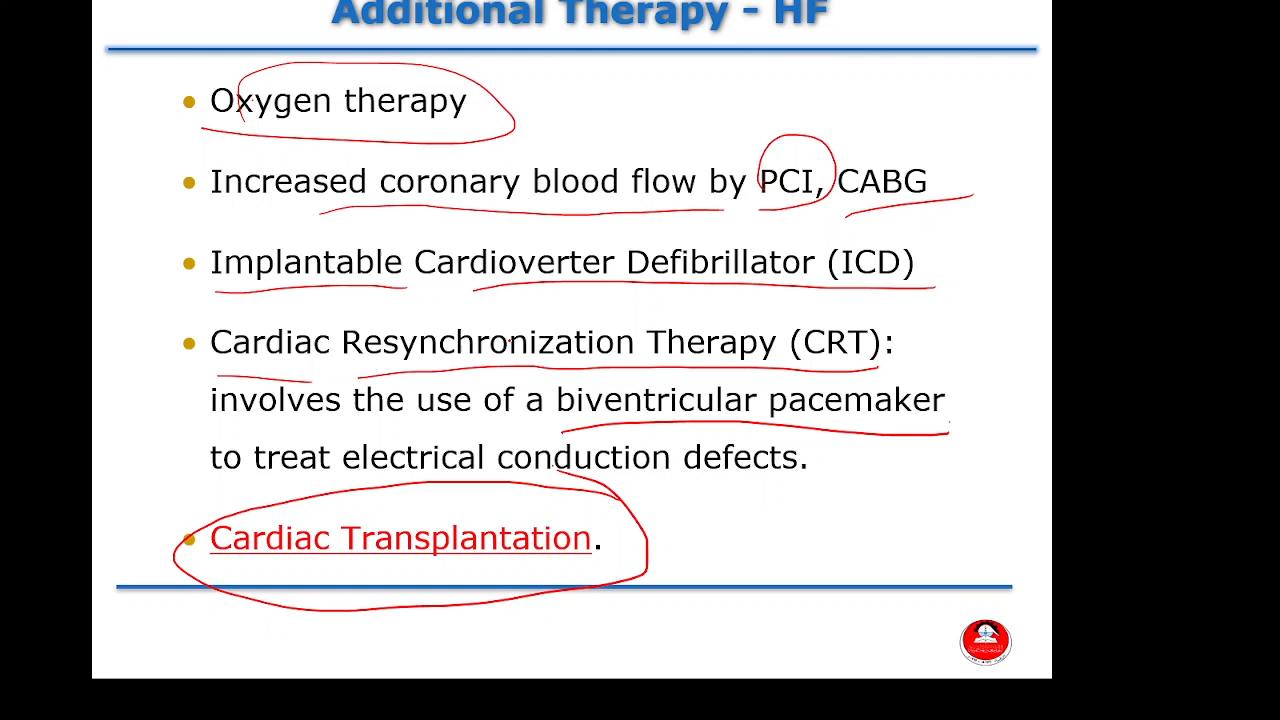 Additional Therapy - HF
• Oxygen therapy
• Increased coronary blood flow by PCI, CABG
• Implantable Cardioverter Defibrillator (ICD)
• Cardiac Resynchronization Therapy (CRT):
involves the use of a biventricular pacemaker
to treat electrical conduction defects.
• Cardiac Transplantation.